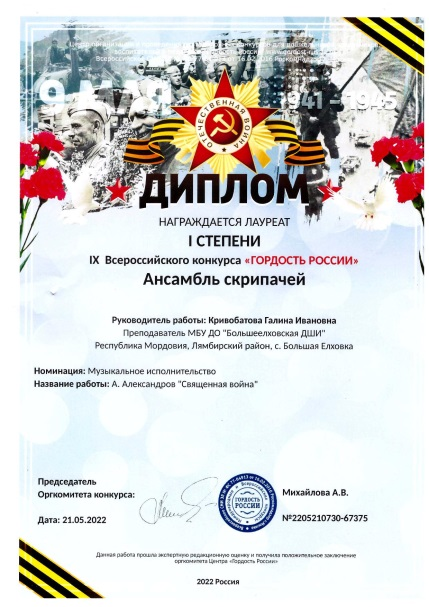 9 МАЯ
1941 – 1945
ОТЕЧЕСТВЕННАЯ ВОЙНА
ДИПЛОМ
НАГРАЖДАЕТСЯ ЛАУРЕАТ
I СТЕПЕНИ
IX Всероссийского конкурса «ГОРДОСТЬ РОССИИ»
Ансамбль скрипачей
Руководитель работы: Кривобатова Галина Ивановна
Преподаватель МБУ ДО "Большеелховская ДШИ"
Республика Мордовия, Лямбирский район, с. Большая Елховка
Номинация: Музыкальное исполнительство
Название работы: А. Александров "Священная война"
Председатель
Оргкомитета конкурса:
Михайлова А.В.
ГОРДОСТЬ
РОССИИ
Дата: 21.05.2022
№2205210730-67375
Данная работа прошла экспертную редакционную оценку и получила положительное заключение
оргкомитета Центра «Гордость России»
2022 Россия